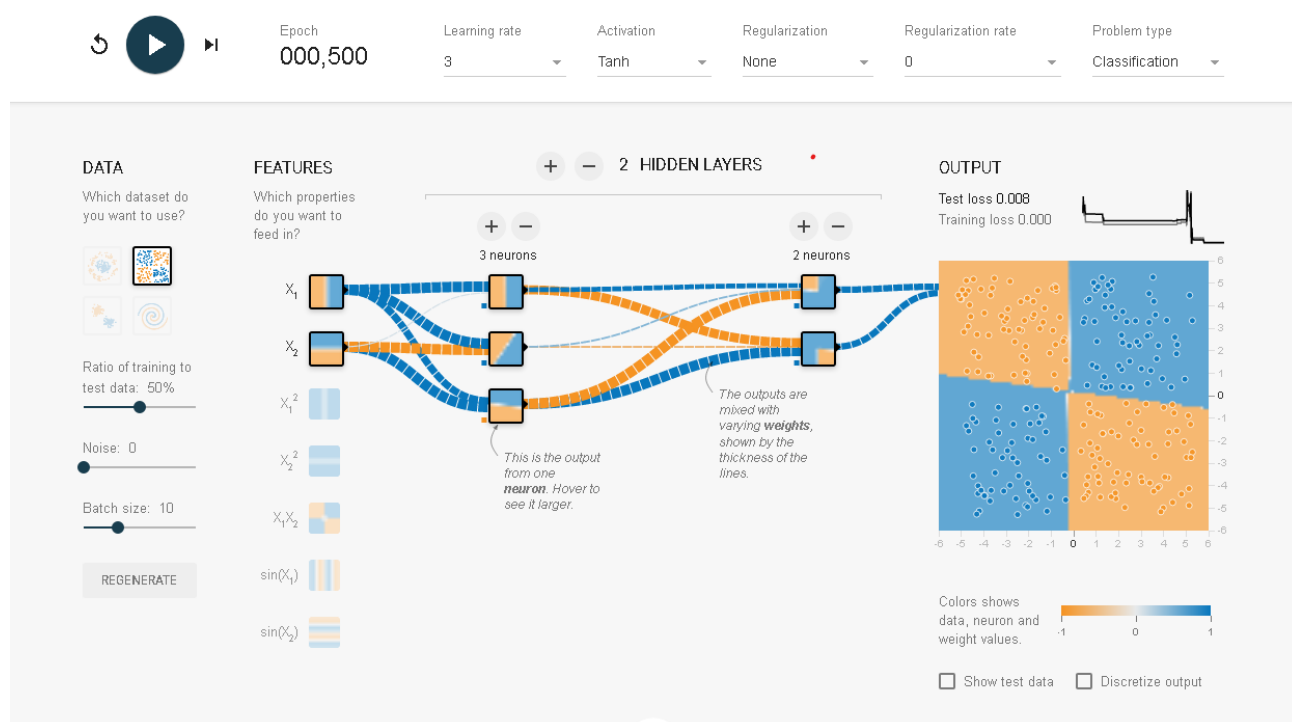 Epoch
000,500
Learning rate
3
Activation
Tanh
Regularization
None
Regularization rate
0
Problem type
Classification
DATA
Which dataset do
you want to use?
Ratio of training to
test data: 50%
Noise: 0
Batch size: 10
REGENERATE
FEATURES
Which properties
do you want to
feed in?
X1
X2
X1²
X2²
X1X2
sin(X1)
sin(X2)
+ − 2 HIDDEN LAYERS
+ −
3 neurons
+ −
2 neurons
This is the output
from one
neuron. Hover to
see it larger.
The outputs are
mixed with
varying weights,
shown by the
thickness of the
lines.
OUTPUT
Test loss 0.008
Training loss 0.000
6
5
4
3
2
1
0
-1
-2
-3
-4
-5
-6
-6 -5 -4 -3 -2 -1 0 1 2 3 4 5 6
Colors shows
data, neuron and
weight values.
-1 0 1
Show test data
Discretize output